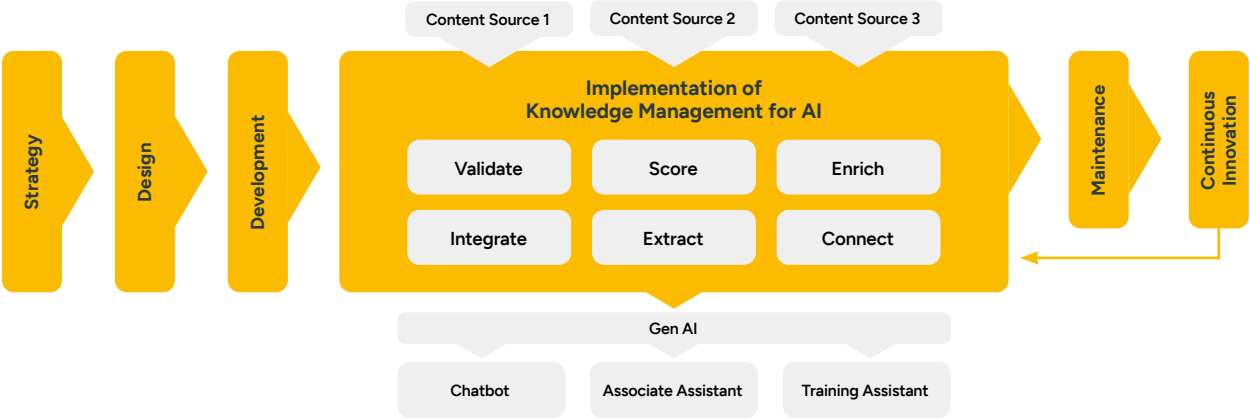 Content Source 1
Content Source 2
Content Source 3
Strategy
Design
Development
Implementation of
Knowledge Management for AI
Validate
Score
Enrich
Integrate
Extract
Connect
Maintenance
Continuous
Innovation
Gen AI
Chatbot
Associate Assistant
Training Assistant